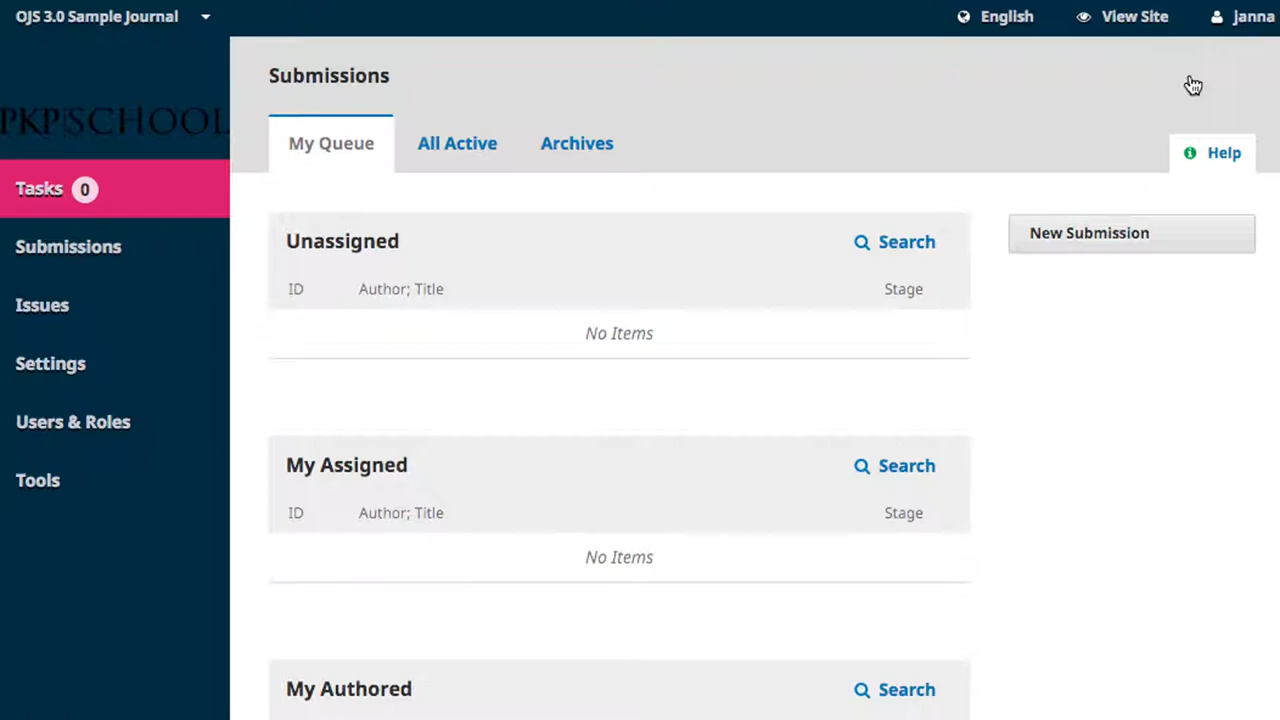 OJS 3.0 Sample Journal English View Site Janna
PKP|SCHOOL
Submissions
My Queue All Active Archives
Help
Tasks 0
Submissions
Issues
Settings
Users & Roles
Tools
Unassigned Search
ID Author; Title Stage
No Items
New Submission
My Assigned Search
ID Author; Title Stage
No Items
My Authored Search